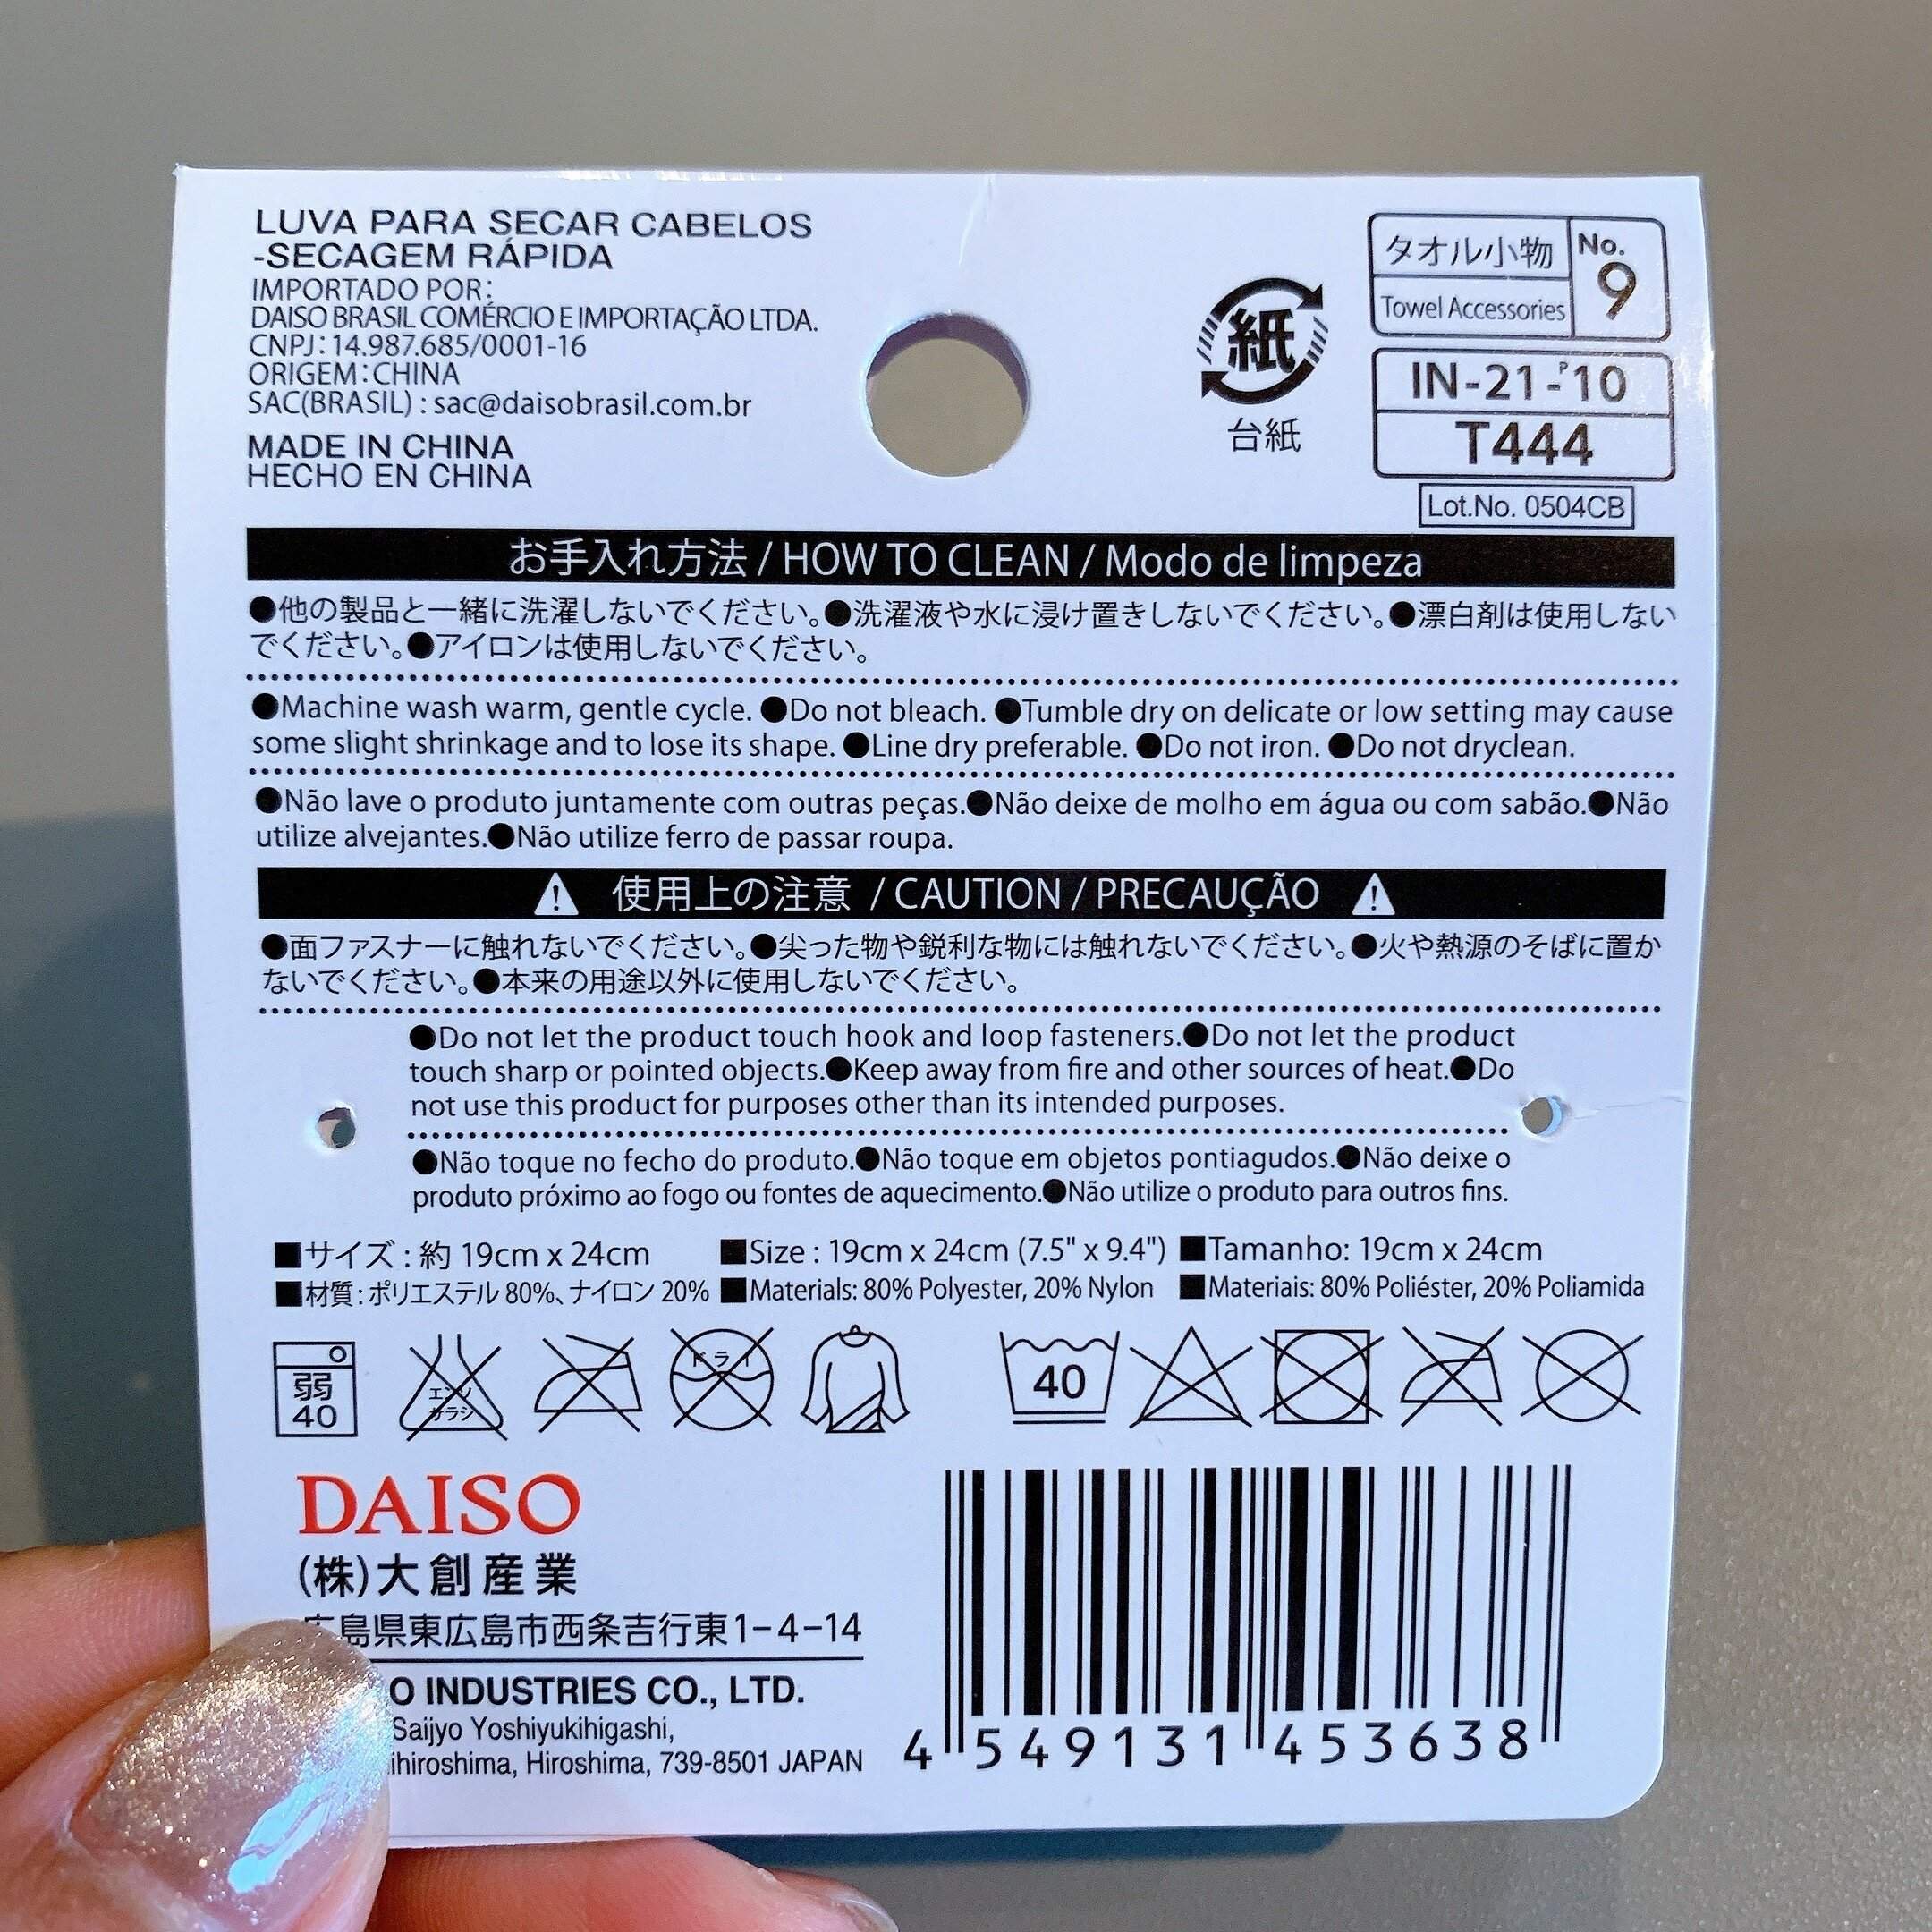 LUVA PARA SECAR CABELOS
-SECAGEM RÁPIDA
IMPORTADO POR:
DAISO BRASIL COMÉRCIO E IMPORTAÇÃO LTDA.
CNPJ:14.987.685/0001-16
ORIGEM:CHINA
SAC(BRASIL) : sac@daisobrasil.com.br
MADE IN CHINA
HECHO EN CHINA
紙
台紙
タオル小物
Towel Accessories
No.
9
IN-21-P10
T444
Lot.No. 0504CB
お手入れ方法 / HOW TO CLEAN / Modo de limpeza
●他の製品と一緒に洗濯しないでください。●洗濯液や水に浸け置きしないでください。●漂白剤は使用しない
でください。●アイロンは使用しないでください。
●Machine wash warm, gentle cycle. ●Do not bleach. ●Tumble dry on delicate or low setting may cause
some slight shrinkage and to lose its shape. ●Line dry preferable. ●Do not iron. ●Do not dryclean.
●Não lave o produto juntamente com outras peças.●Não deixe de molho em água ou com sabão.●Não
utilize alvejantes.●Não utilize ferro de passar roupa.
使用上の注意 / CAUTION / PRECAUÇÃO
●面ファスナーに触れないでください。●尖った物や鋭利な物には触れないでください。●火や熱源のそばに置か
ないでください。●本来の用途以外に使用しないでください。
●Do not let the product touch hook and loop fasteners.●Do not let the product
touch sharp or pointed objects.●Keep away from fire and other sources of heat.●Do
not use this product for purposes other than its intended purposes.
●Não toque no fecho do produto.●Não toque em objetos pontiagudos.●Não deixe o
produto próximo ao fogo ou fontes de aquecimento.●Não utilize o produto para outros fins.
■サイズ : 約 19cm x 24cm ■Size : 19cm x 24cm (7.5" x 9.4") ■Tamanho: 19cm x 24cm
■材質:ポリエステル 80%、ナイロン 20% ■Materials: 80% Polyester, 20% Nylon ■Materiais: 80% Poliéster, 20% Poliamida
弱
40
エンソ
サラシ
ドライ
40
DAISO
(株)大創産業
島県東広島市西条吉行東1-4-14
INDUSTRIES CO., LTD.
Saijyo Yoshiyukihigashi,
Hiroshima, 739-8501 JAPAN
4 549131 453638